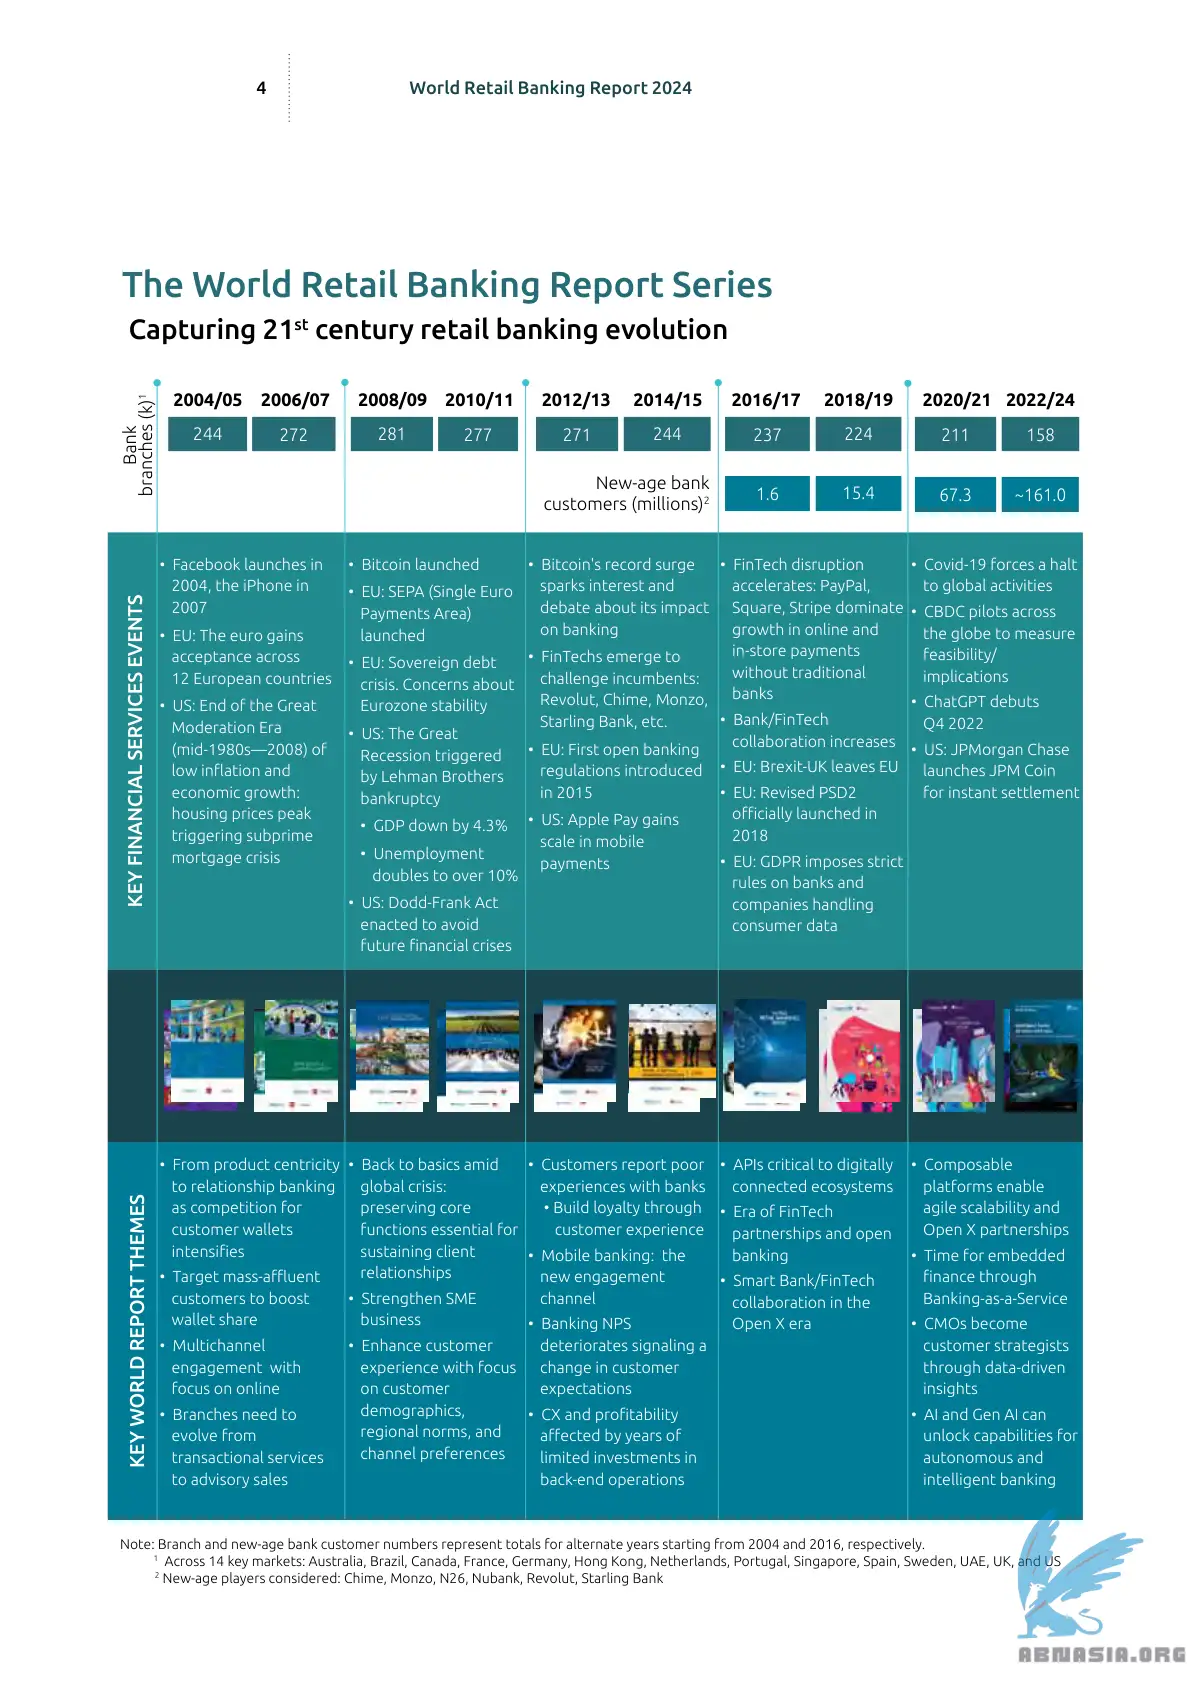 4
World Retail Banking Report 2024
The World Retail Banking Report Series
Capturing 21st century retail banking evolution
Bank
branches (k)1
2004/05 2006/07 2008/09 2010/11 2012/13 2014/15 2016/17 2018/19 2020/21 2022/24
244 272 281 277 271 244 237 224 211 158
New-age bank
customers (millions)2
1.6 15.4 67.3 ~161.0
KEY FINANCIAL SERVICES EVENTS
• Facebook launches in
2004, the iPhone in
2007
• EU: The euro gains
acceptance across
12 European countries
• US: End of the Great
Moderation Era
(mid-1980s—2008) of
low inflation and
economic growth:
housing prices peak
triggering subprime
mortgage crisis
• Bitcoin launched
• EU: SEPA (Single Euro
Payments Area)
launched
• EU: Sovereign debt
crisis. Concerns about
Eurozone stability
• US: The Great
Recession triggered
by Lehman Brothers
bankruptcy
• GDP down by 4.3%
• Unemployment
doubles to over 10%
• US: Dodd-Frank Act
enacted to avoid
future financial crises
• Bitcoin's record surge
sparks interest and
debate about its impact
on banking
• FinTechs emerge to
challenge incumbents:
Revolut, Chime, Monzo,
Starling Bank, etc.
• EU: First open banking
regulations introduced
in 2015
• US: Apple Pay gains
scale in mobile
payments
• FinTech disruption
accelerates: PayPal,
Square, Stripe dominate
growth in online and
in-store payments
without traditional
banks
• Bank/FinTech
collaboration increases
• EU: Brexit-UK leaves EU
• EU: Revised PSD2
officially launched in
2018
• EU: GDPR imposes strict
rules on banks and
companies handling
consumer data
• Covid-19 forces a halt
to global activities
• CBDC pilots across
the globe to measure
feasibility/
implications
• ChatGPT debuts
Q4 2022
• US: JPMorgan Chase
launches JPM Coin
for instant settlement
KEY WORLD REPORT THEMES
• From product centricity
to relationship banking
as competition for
customer wallets
intensifies
• Target mass-affluent
customers to boost
wallet share
• Multichannel
engagement with
focus on online
• Branches need to
evolve from
transactional services
to advisory sales
• Back to basics amid
global crisis:
preserving core
functions essential for
sustaining client
relationships
• Strengthen SME
business
• Enhance customer
experience with focus
on customer
demographics,
regional norms, and
channel preferences
• Customers report poor
experiences with banks
• Build loyalty through
customer experience
• Mobile banking: the
new engagement
channel
• Banking NPS
deteriorates signaling a
change in customer
expectations
• CX and profitability
affected by years of
limited investments in
back-end operations
• APIs critical to digitally
connected ecosystems
• Era of FinTech
partnerships and open
banking
• Smart Bank/FinTech
collaboration in the
Open X era
• Composable
platforms enable
agile scalability and
Open X partnerships
• Time for embedded
finance through
Banking-as-a-Service
• CMOs become
customer strategists
through data-driven
insights
• AI and Gen AI can
unlock capabilities for
autonomous and
intelligent banking
Note: Branch and new-age bank customer numbers represent totals for alternate years starting from 2004 and 2016, respectively.
1 Across 14 key markets: Australia, Brazil, Canada, France, Germany, Hong Kong, Netherlands, Portugal, Singapore, Spain, Sweden, UAE, UK, and US
2 New-age players considered: Chime, Monzo, N26, Nubank, Revolut, Starling Bank
ABNASIA.ORG